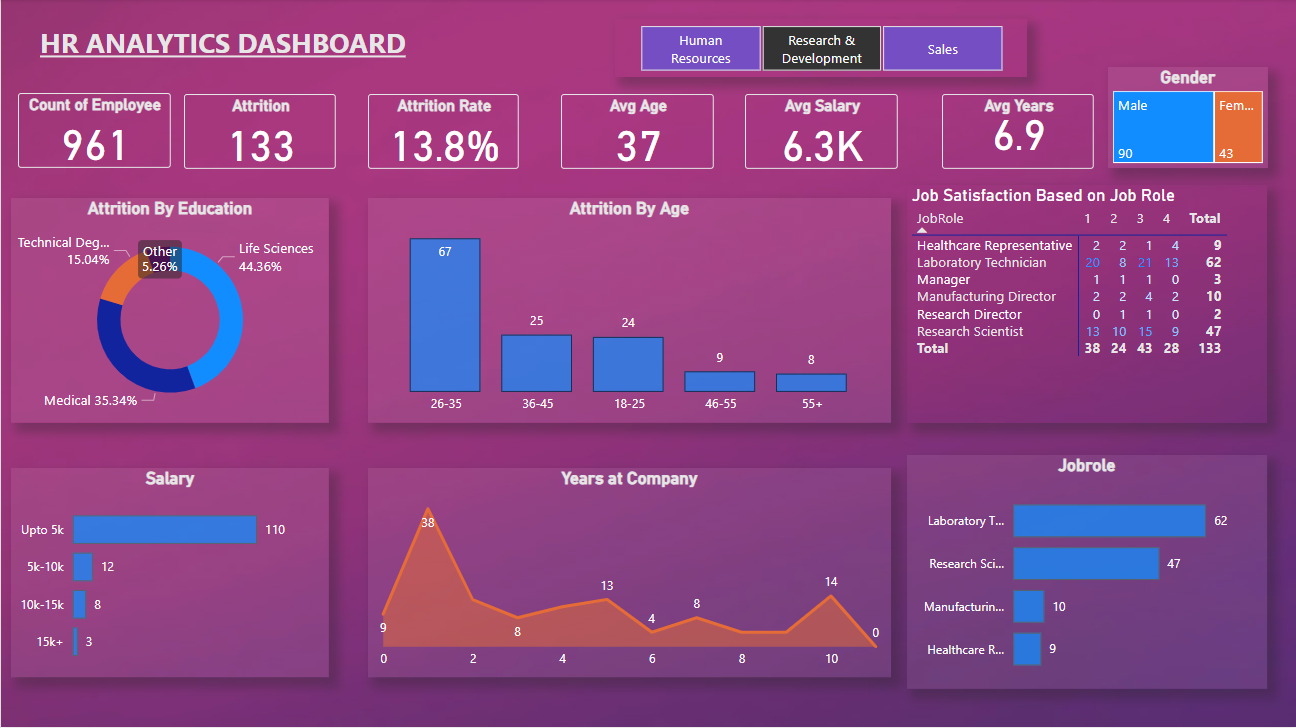 HR ANALYTICS DASHBOARD
Human
Resources
Research &
Development
Sales
Count of Employee
961
Attrition
133
Attrition Rate
13.8%
Avg Age
37
Avg Salary
6.3K
Avg Years
6.9
Gender
Male
90
Fem...
43
Attrition By Education
Technical Deg...
15.04%
Other
5.26%
Life Sciences
44.36%
Medical 35.34%
Attrition By Age
67
25
24
9
8
26-35 36-45 18-25 46-55 55+
Job Satisfaction Based on Job Role
JobRole 1 2 3 4 Total
Healthcare Representative 2 2 1 4 9
Laboratory Technician 20 8 21 13 62
Manager 1 1 1 0 3
Manufacturing Director 2 2 4 2 10
Research Director 0 1 1 0 2
Research Scientist 13 10 15 9 47
Total 38 24 43 28 133
Salary
Upto 5k 110
5k-10k 12
10k-15k 8
15k+ 3
Years at Company
9
38
8
13
4
8
14
0
0 2 4 6 8 10
Jobrole
Laboratory T... 62
Research Sci... 47
Manufacturin... 10
Healthcare R... 9